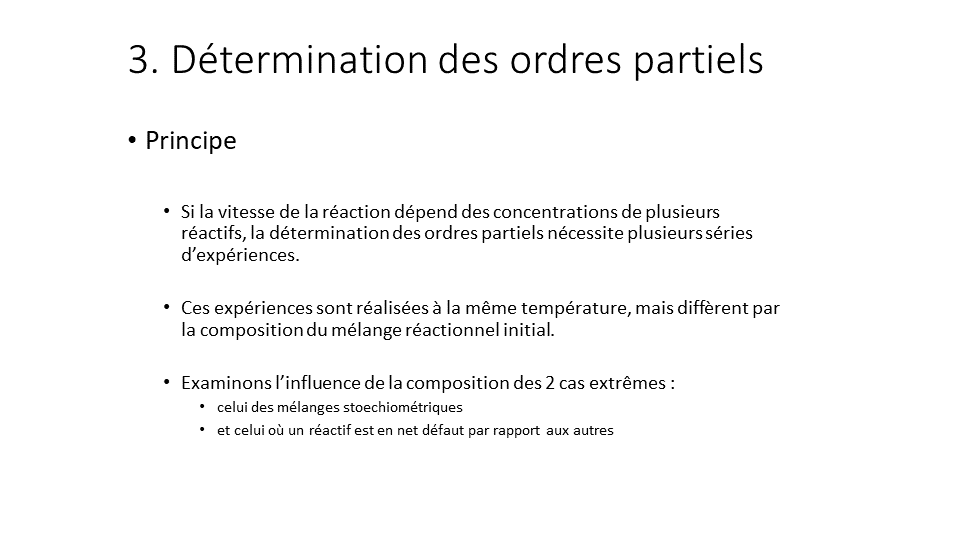 3. Détermination des ordres partiels
• Principe
• Si la vitesse de la réaction dépend des concentrations de plusieurs
réactifs, la détermination des ordres partiels nécessite plusieurs séries
d’expériences.
• Ces expériences sont réalisées à la même température, mais diffèrent par
la composition du mélange réactionnel initial.
• Examinons l’influence de la composition des 2 cas extrêmes :
• celui des mélanges stoechiométriques
• et celui où un réactif est en net défaut par rapport aux autres